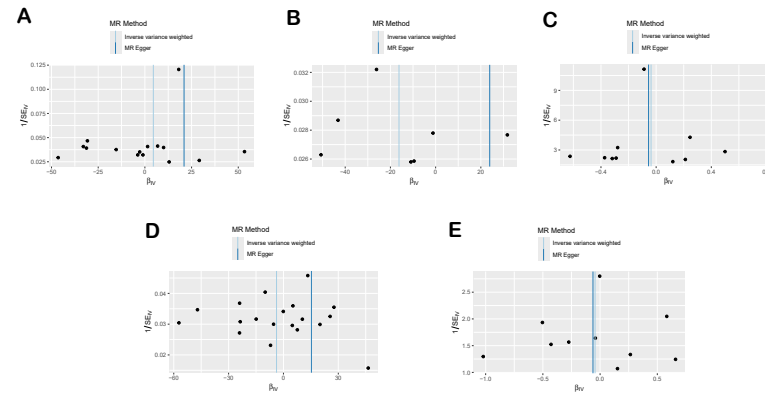 A
MR Method
Inverse variance weighted
MR Egger
0.125
0.100
0.075
0.050
0.025
1/SE_IV
−50
−25
0
25
50
β_IV
B
MR Method
Inverse variance weighted
MR Egger
0.032
0.030
0.028
0.026
1/SE_IV
−40
−20
0
20
β_IV
C
MR Method
Inverse variance weighted
MR Egger
9
6
3
1/SE_IV
−0.4
0.0
0.4
0.8
β_IV
D
MR Method
Inverse variance weighted
MR Egger
0.04
0.03
0.02
1/SE_IV
−60
−30
0
30
β_IV
E
MR Method
Inverse variance weighted
MR Egger
2.5
2.0
1.5
1.0
1/SE_IV
−1.0
−0.5
0.0
0.5
β_IV